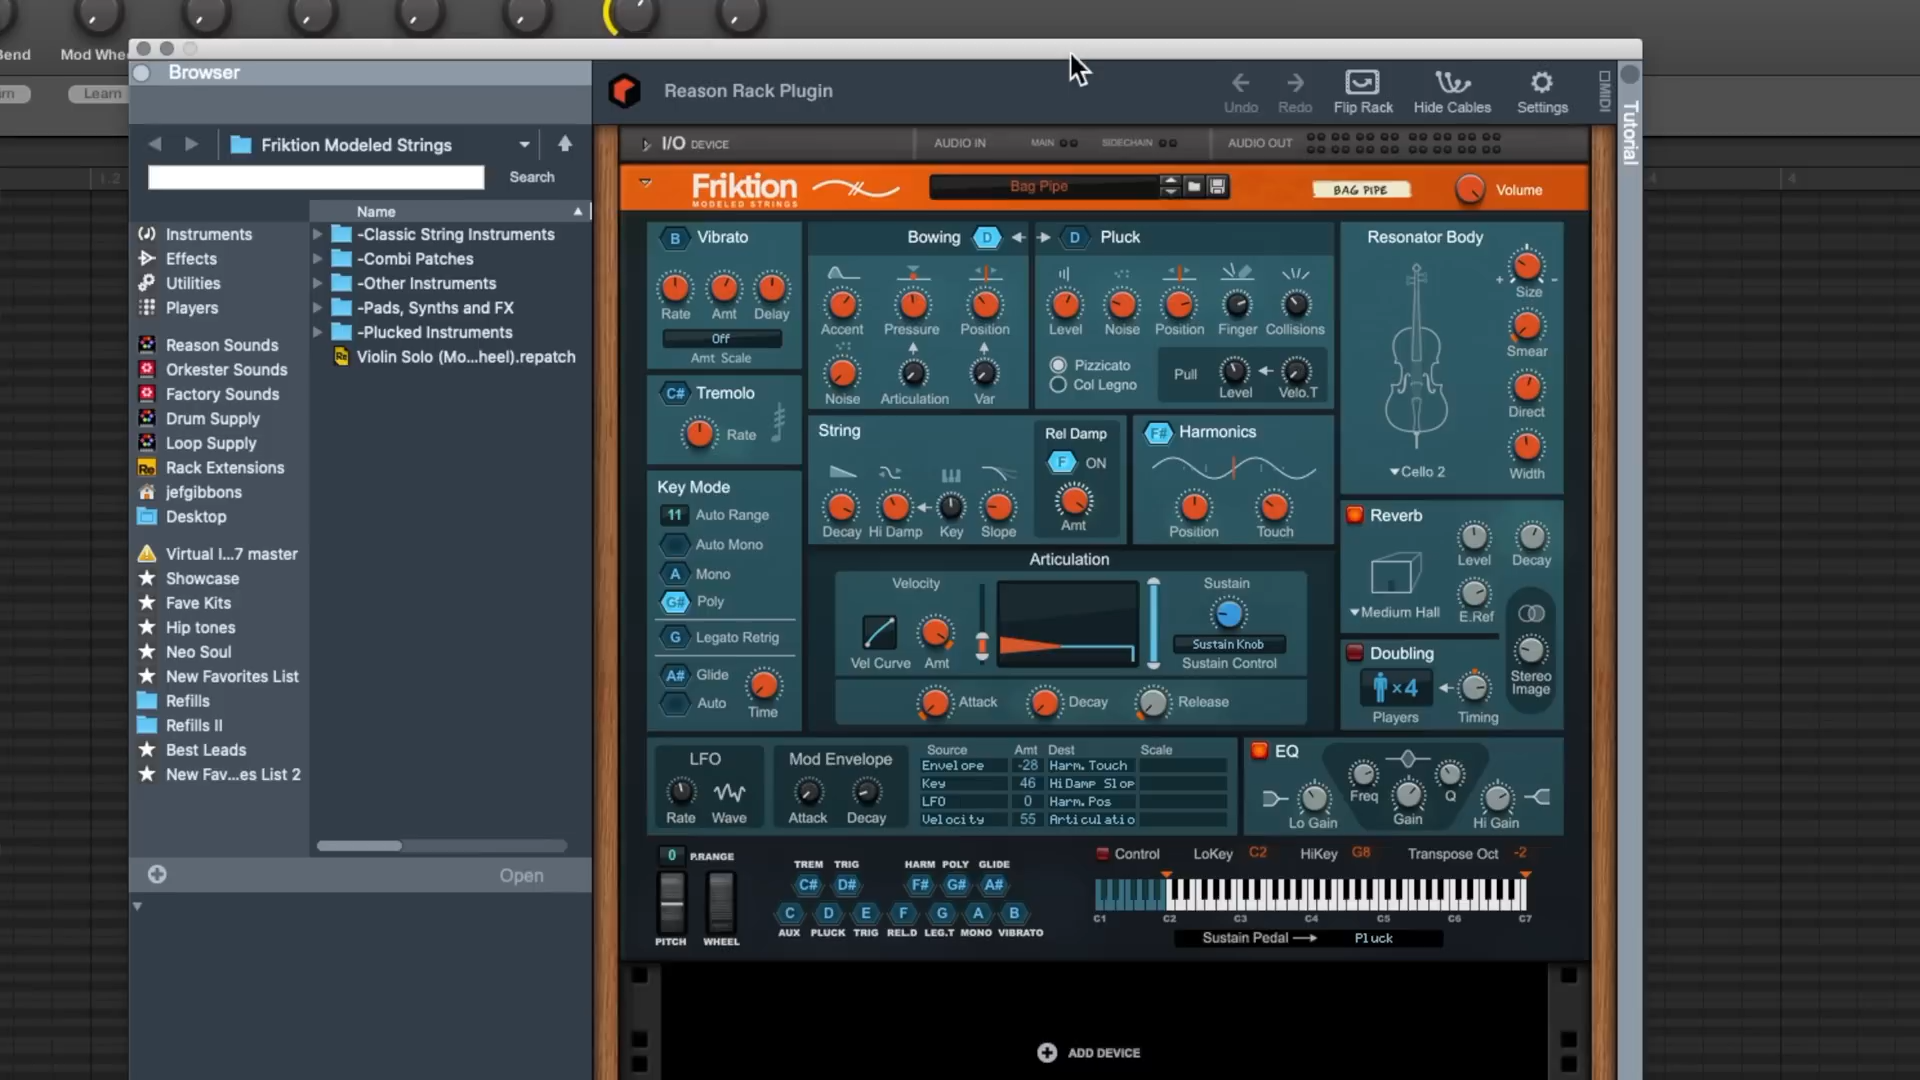 Bend
Mod Whe
Learn
Browser
Reason Rack Plugin
Undo
Redo
Flip Rack
Hide Cables
Settings
MIDI
Tutorial
Friktion Modeled Strings
Search
Name
Instruments
Effects
Utilities
Players
Reason Sounds
Orkester Sounds
Factory Sounds
Drum Supply
Loop Supply
Rack Extensions
jefgibbons
Desktop
Virtual I...7 master
Showcase
Fave Kits
Hip tones
Neo Soul
New Favorites List
Refills
Refills II
Best Leads
New Fav...es List 2
-Classic String Instruments
-Combi Patches
-Other Instruments
-Pads, Synths and FX
-Plucked Instruments
Violin Solo (Mo...heel).repatch
Open
I/O DEVICE
AUDIO IN
MAIN
SIDECHAIN
AUDIO OUT
Friktion
MODELED STRINGS
Bag Pipe
BAG PIPE
Volume
B Vibrato
Rate Amt Delay
Off
Amt Scale
C# Tremolo
Rate
Key Mode
11 Auto Range
Auto Mono
A Mono
G# Poly
G Legato Retrig
A# Glide
Auto
Time
Bowing D
Accent Pressure Position
Noise Articulation Var
D Pluck
Level Noise Position Finger Collisions
Pizzicato
Col Legno
Pull
Level Velo.T
String
Decay Hi Damp Key Slope
Rel Damp
F ON
Amt
F# Harmonics
Position Touch
Articulation
Velocity
Vel Curve Amt
Sustain
Sustain Knob
Sustain Control
Attack Decay Release
Resonator Body
Size
Smear
Direct
Width
Cello 2
Reverb
Level Decay
E.Ref
Medium Hall
Doubling
x4
Players
Timing
Stereo
Image
LFO
Rate Wave
Mod Envelope
Attack Decay
Source Amt Dest Scale
Envelope -28 Harm. Touch
Key 46 HiDamp Slop
LFO 0 Harm. Pos
Velocity 55 Articulatio
EQ
Freq Q
Lo Gain Gain Hi Gain
0 P.RANGE
PITCH WHEEL
TREM TRIG HARM POLY GLIDE
C# D# F# G# A#
C D E F G A B
AUX PLUCK TRIG REL.D LEG.T MONO VIBRATO
Control LoKey C2 HiKey G8 Transpose Oct -2
C1 C2 C3 C4 C5 C6 C7
Sustain Pedal Pluck
ADD DEVICE
1.2
4
4